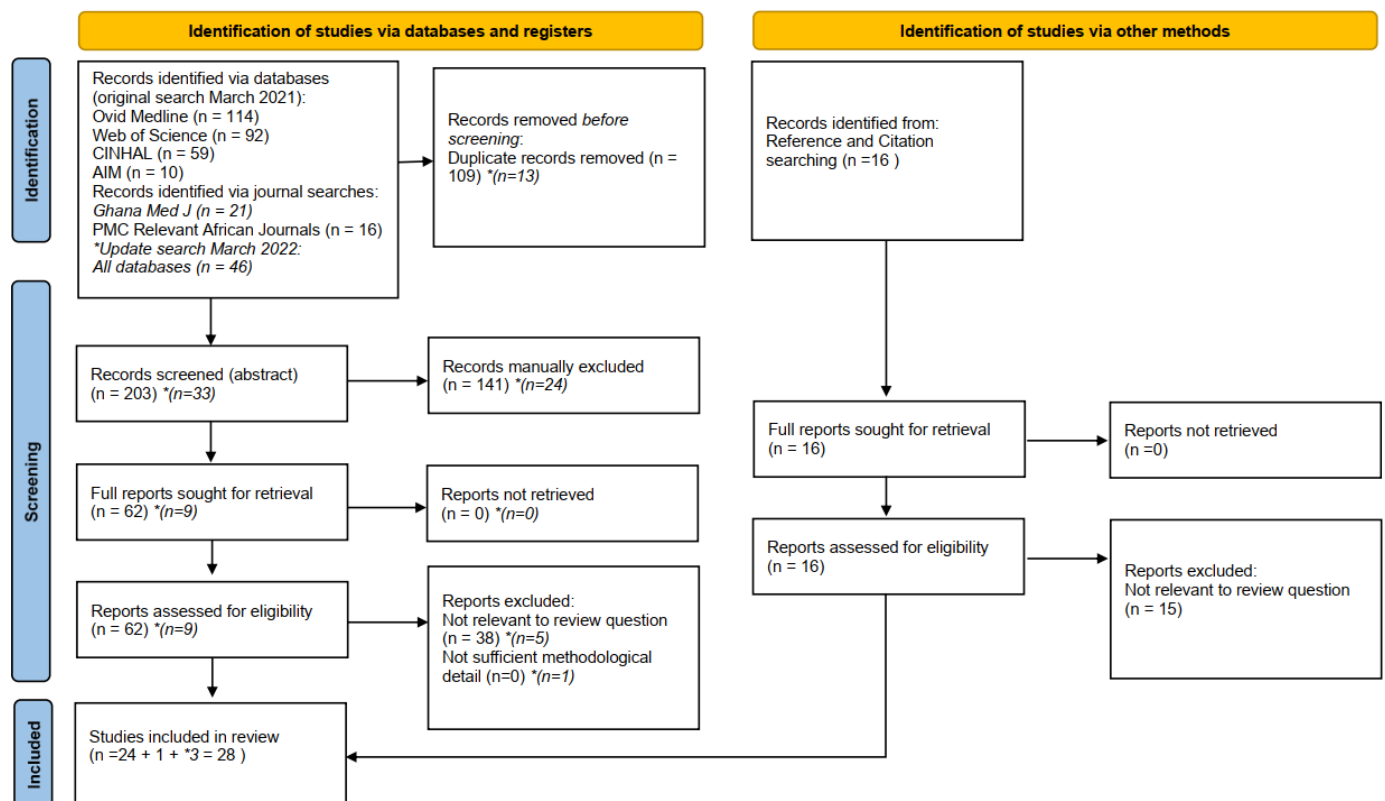 Identification of studies via databases and registers
Identification of studies via other methods
Identification
Records identified via databases
(original search March 2021):
Ovid Medline (n = 114)
Web of Science (n = 92)
CINHAL (n = 59)
AIM (n = 10)
Records identified via journal searches:
Ghana Med J (n = 21)
PMC Relevant African Journals (n = 16)
*Update search March 2022:
All databases (n = 46)
Records removed before
screening:
Duplicate records removed (n =
109) *(n=13)
Records identified from:
Reference and Citation
searching (n =16 )
Screening
Records screened (abstract)
(n = 203) *(n=33)
Records manually excluded
(n = 141) *(n=24)
Full reports sought for retrieval
(n = 62) *(n=9)
Reports not retrieved
(n = 0) *(n=0)
Full reports sought for retrieval
(n = 16)
Reports not retrieved
(n =0)
Reports assessed for eligibility
(n = 62) *(n=9)
Reports excluded:
Not relevant to review question
(n = 38) *(n=5)
Not sufficient methodological
detail (n=0) *(n=1)
Reports assessed for eligibility
(n = 16)
Reports excluded:
Not relevant to review question
(n = 15)
Included
Studies included in review
(n =24 + 1 + *3 = 28 )